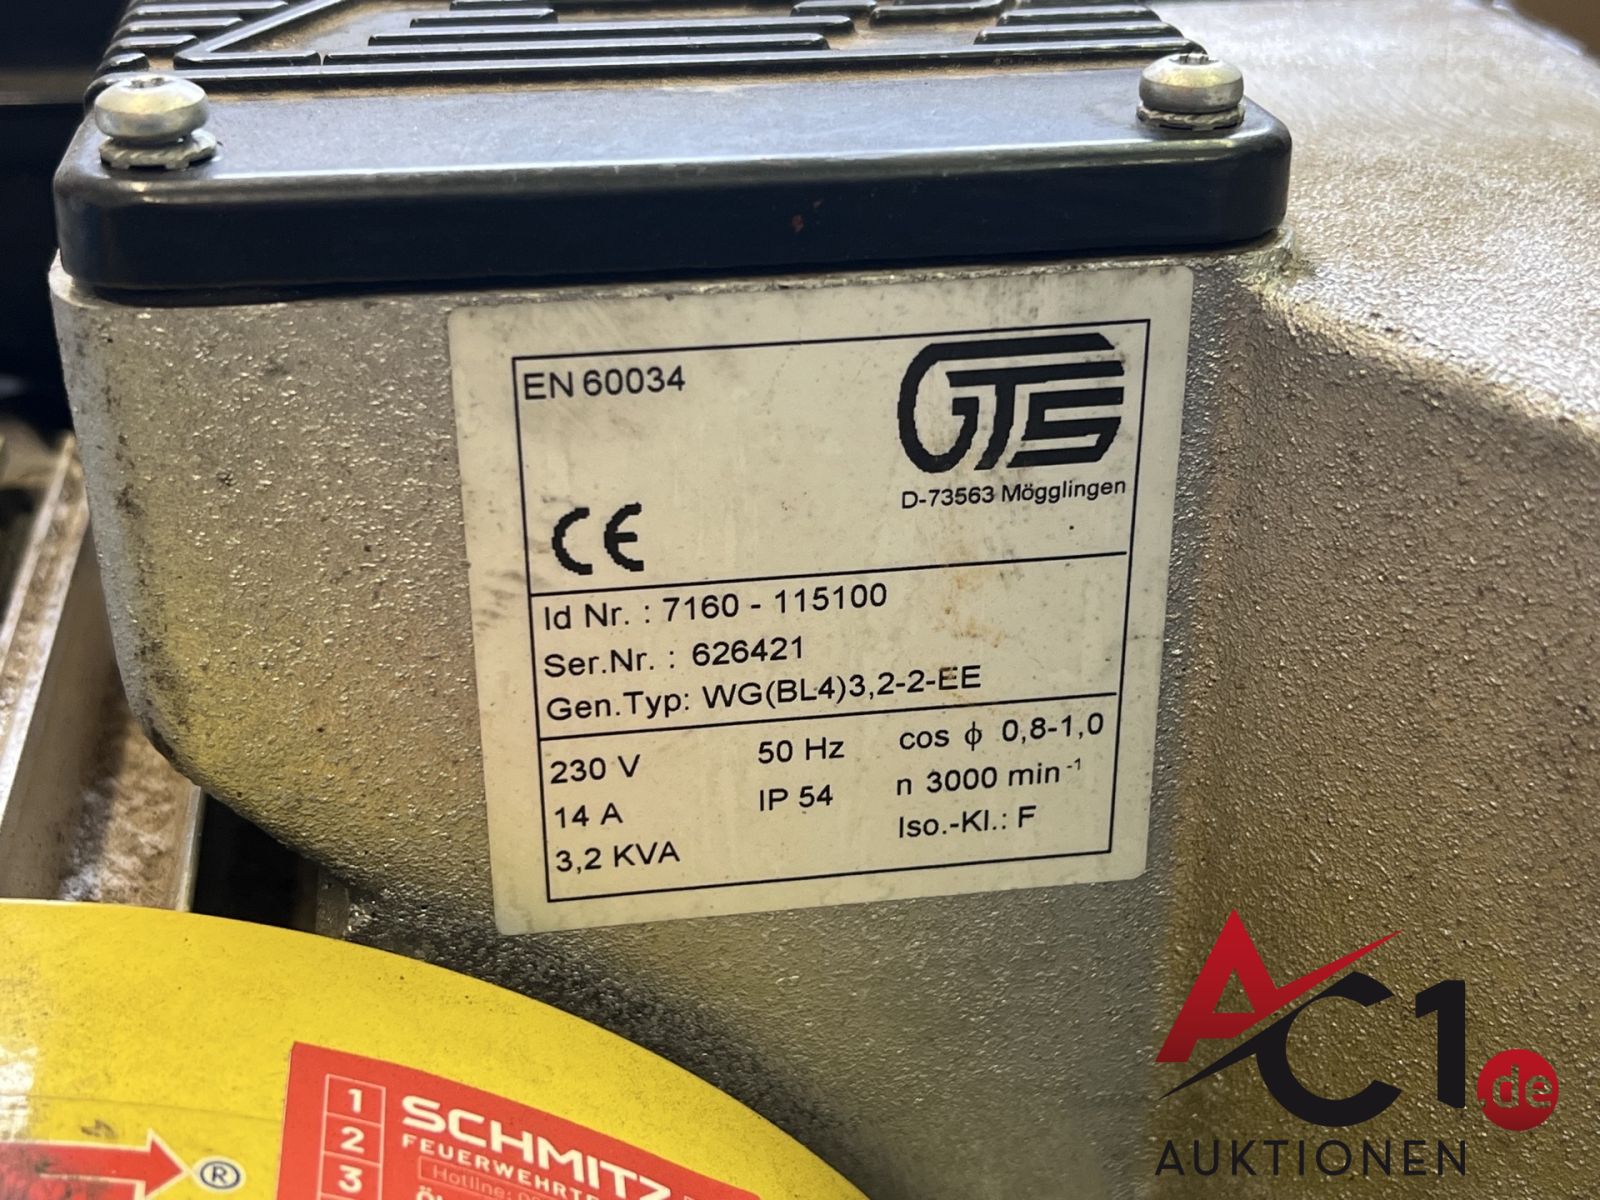 EN 60034
GTS
D-73563 Mögglingen
CE
Id Nr. : 7160 - 115100
Ser.Nr. : 626421
Gen.Typ: WG(BL4)3,2-2-EE
230 V 50 Hz cos ϕ 0,8-1,0
14 A IP 54 n 3000 min⁻¹
3,2 KVA Iso.-Kl.: F
1
2
3
SCHMITZ
Hotline:
®
AC1.de
AUKTIONEN